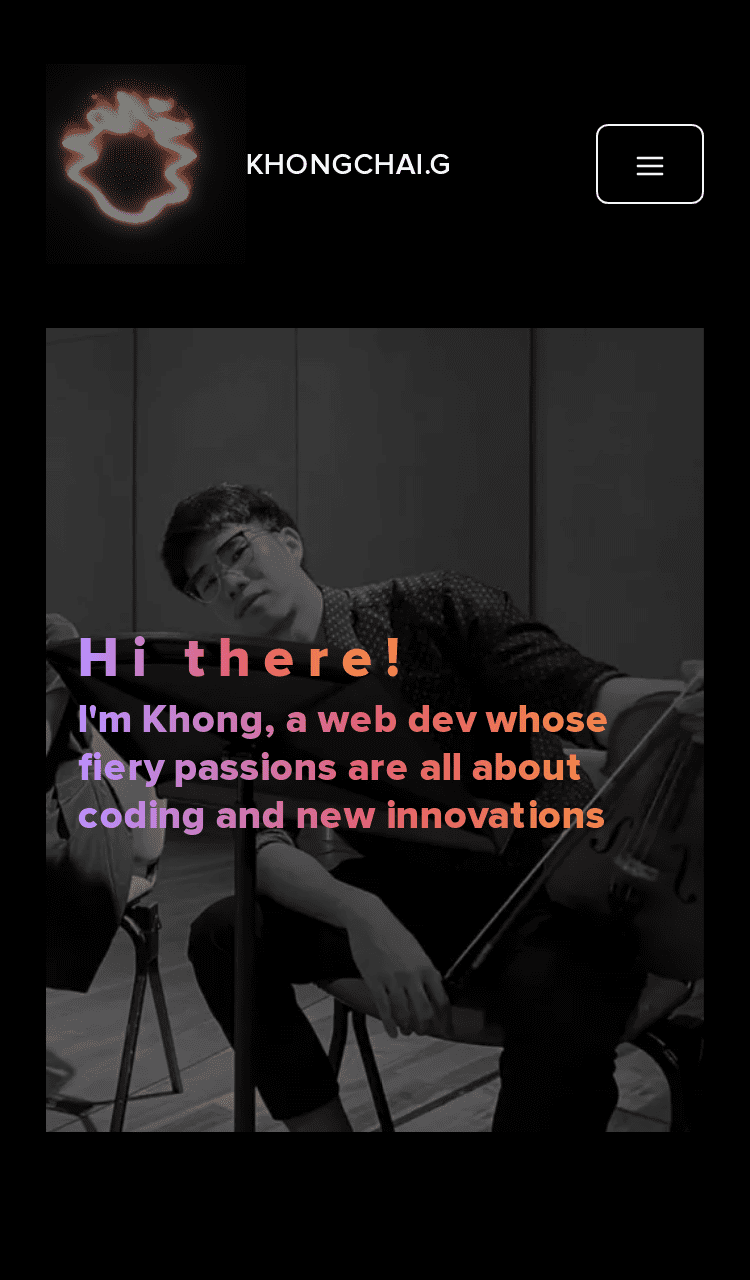 KHONGCHAI.G
Hi there!
I'm Khong, a web dev whose
fiery passions are all about
coding and new innovations